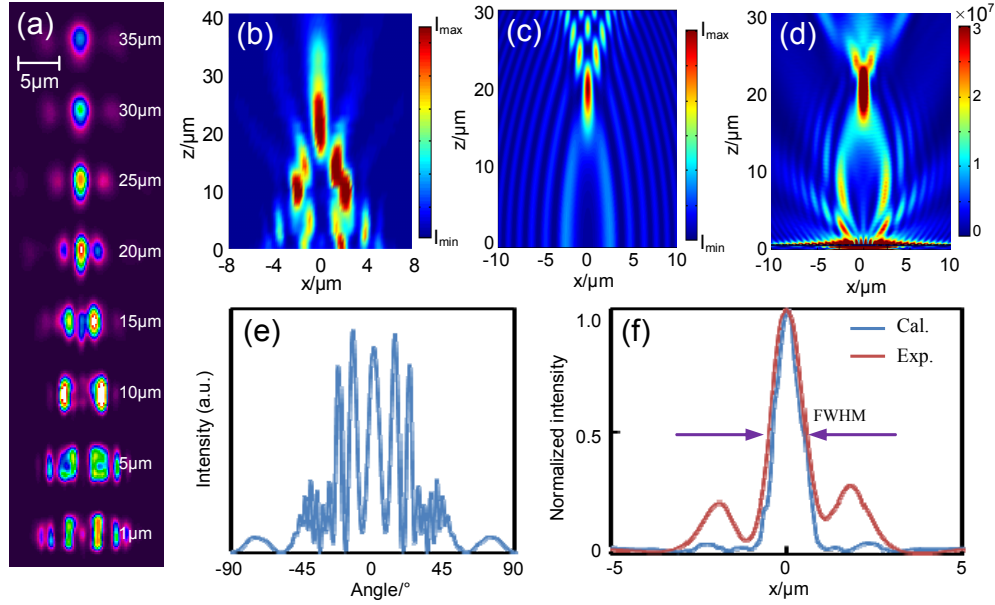 (a)
35μm
5μm
30μm
25μm
20μm
15μm
10μm
5μm
1μm
(b)
z/μm
40
30
20
10
0
-8 -4 0 4 8
x/μm
Imax
Imin
(c)
z/μm
30
20
10
0
-10 -5 0 5 10
x/μm
Imax
Imin
(d)
z/μm
30
20
10
0
-10 -5 0 5 10
x/μm
×10⁷
3
2
1
0
(e)
Intensity (a.u.)
-90 -45 0 45 90
Angle/°
(f)
Normalized intensity
1.0
0.5
0
-5 0 5
x/μm
Cal.
Exp.
FWHM